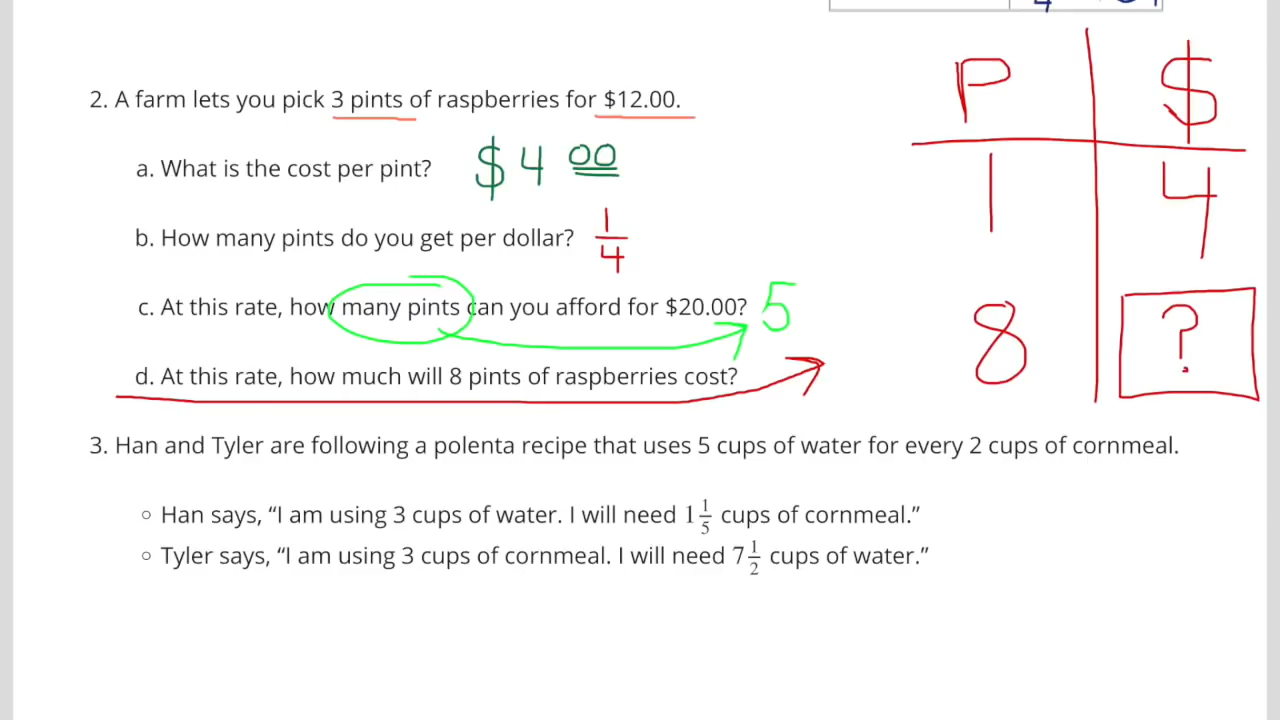 P $
2. A farm lets you pick 3 pints of raspberries for $12.00.
a. What is the cost per pint? $4 00
1 4
b. How many pints do you get per dollar? 1/4
c. At this rate, how many pints can you afford for $20.00? 5
8 ?
d. At this rate, how much will 8 pints of raspberries cost?
3. Han and Tyler are following a polenta recipe that uses 5 cups of water for every 2 cups of cornmeal.
◦ Han says, “I am using 3 cups of water. I will need 1 1/5 cups of cornmeal.”
◦ Tyler says, “I am using 3 cups of cornmeal. I will need 7 1/2 cups of water.”